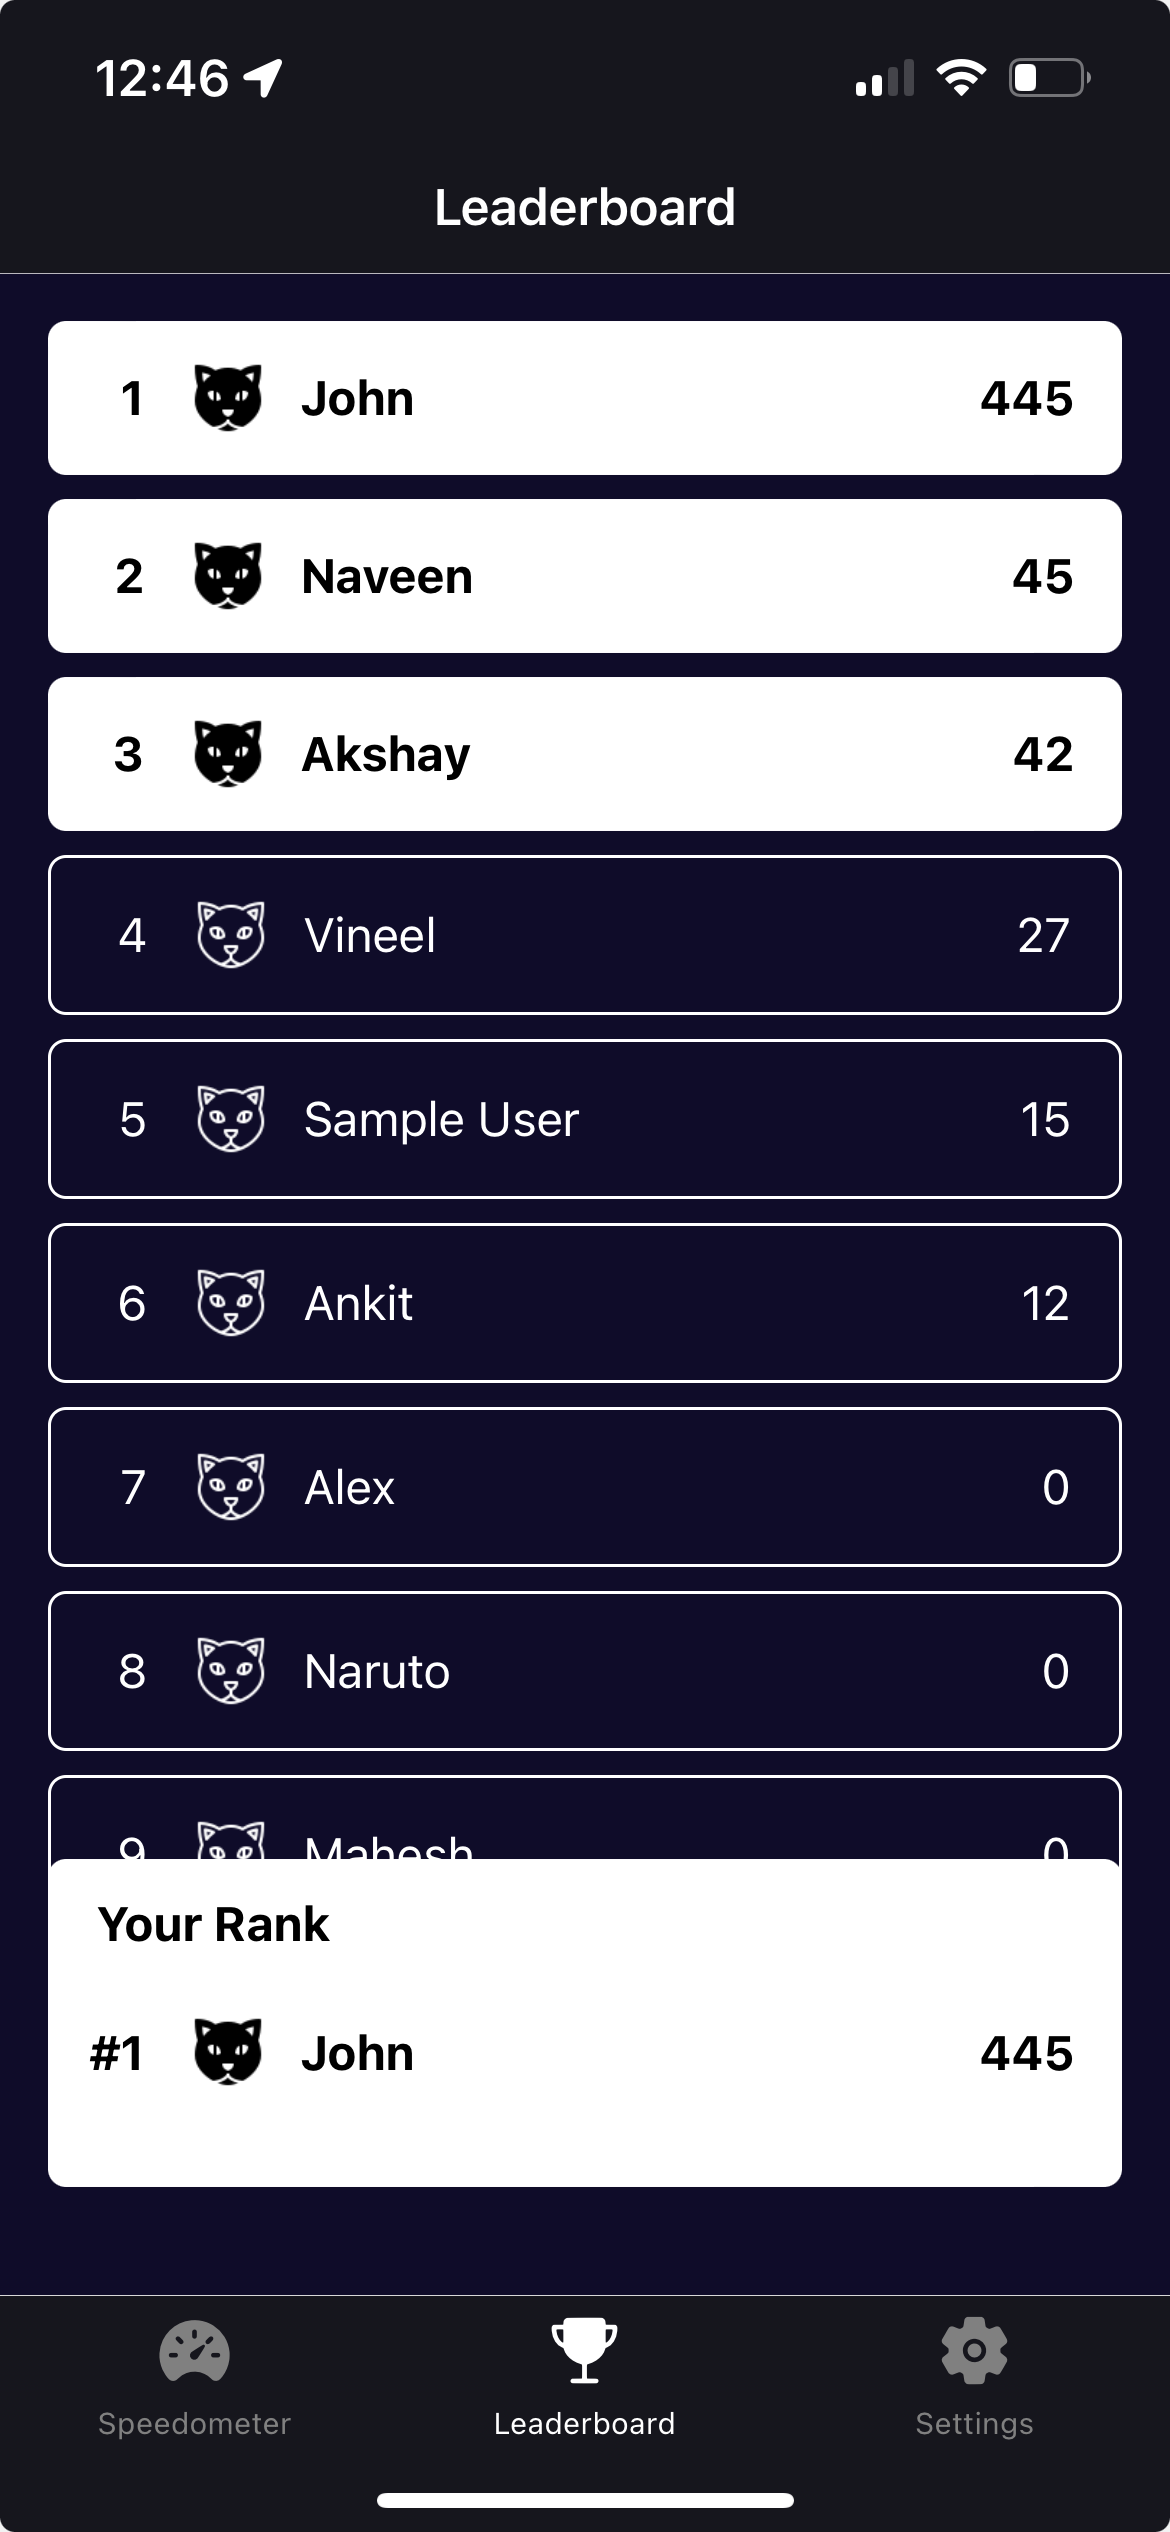 12:46
Leaderboard
1 John 445
2 Naveen 45
3 Akshay 42
4 Vineel 27
5 Sample User 15
6 Ankit 12
7 Alex 0
8 Naruto 0
9 Mahesh 0
Your Rank
#1 John 445
Speedometer Leaderboard Settings